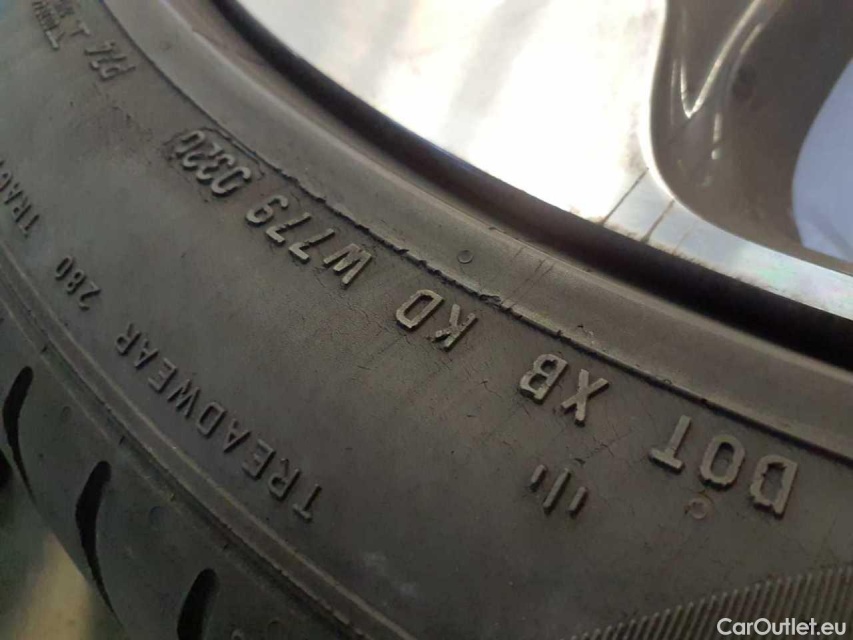 DOT XB KD W779 0320
TREADWEAR 280
CarOutlet.eu